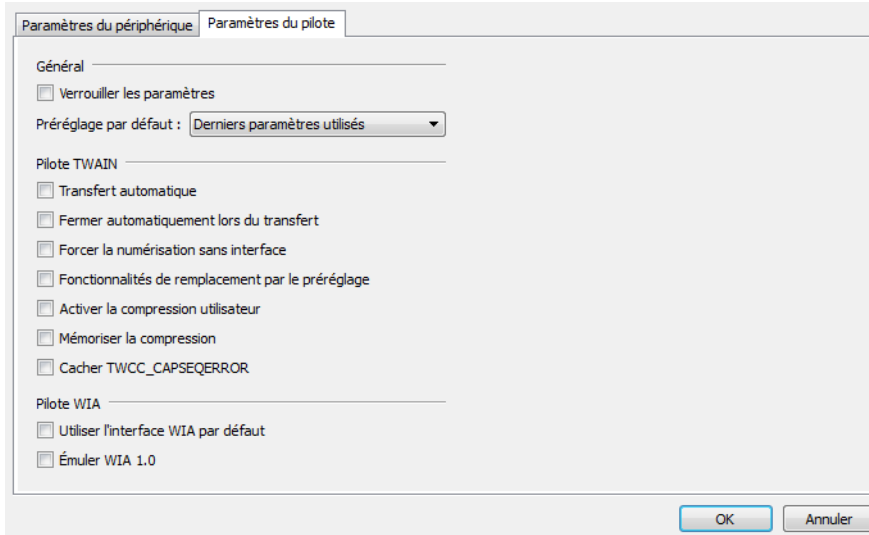 Paramètres du périphérique Paramètres du pilote
Général
Verrouiller les paramètres
Préréglage par défaut : Derniers paramètres utilisés
Pilote TWAIN
Transfert automatique
Fermer automatiquement lors du transfert
Forcer la numérisation sans interface
Fonctionnalités de remplacement par le préréglage
Activer la compression utilisateur
Mémoriser la compression
Cacher TWCC_CAPSEQERROR
Pilote WIA
Utiliser l'interface WIA par défaut
Émuler WIA 1.0
OK Annuler